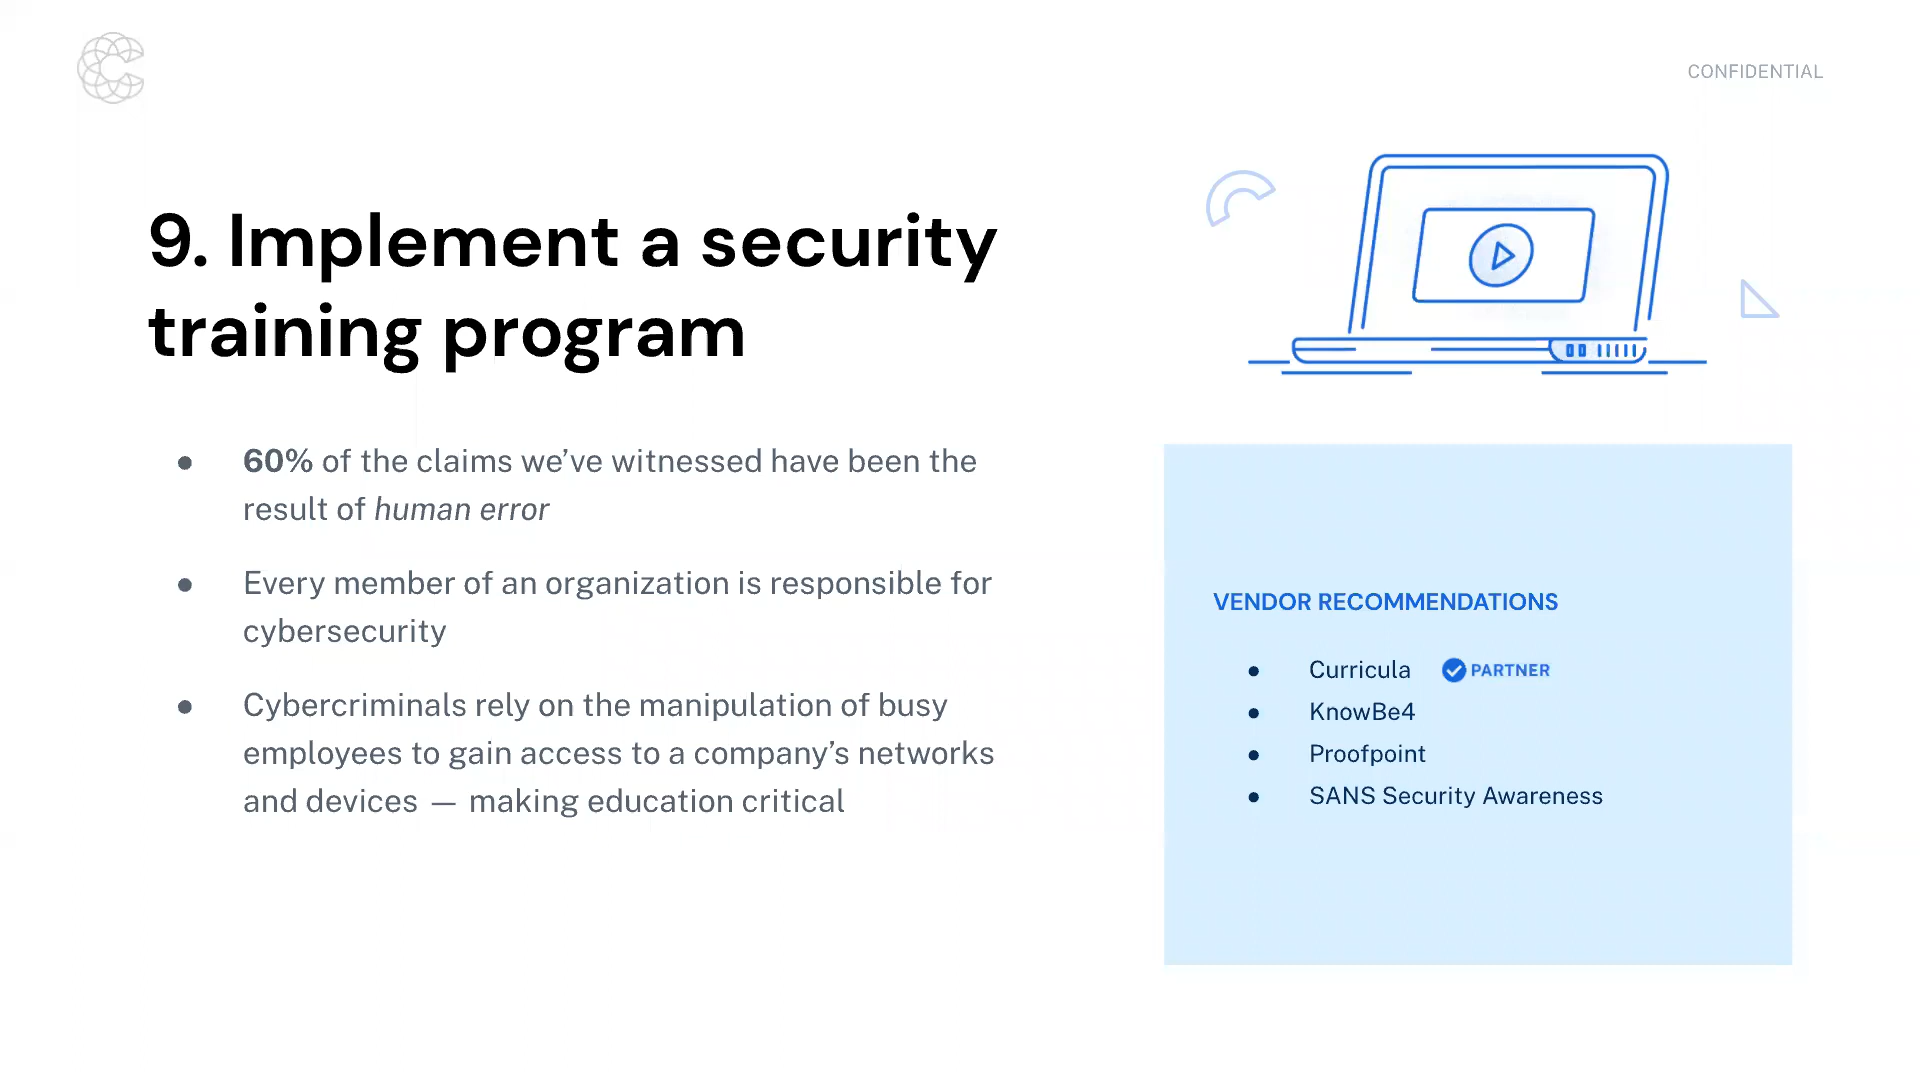 CONFIDENTIAL
9. Implement a security
training program
● 60% of the claims we’ve witnessed have been the
result of human error
● Every member of an organization is responsible for
cybersecurity
● Cybercriminals rely on the manipulation of busy
employees to gain access to a company’s networks
and devices — making education critical
VENDOR RECOMMENDATIONS
● Curricula PARTNER
● KnowBe4
● Proofpoint
● SANS Security Awareness